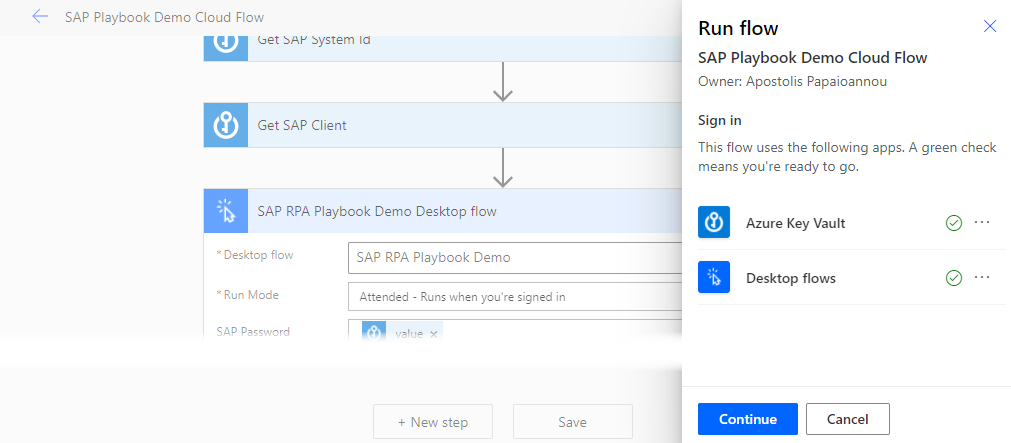 SAP Playbook Demo Cloud Flow
Get SAP System Id
Get SAP Client
SAP RPA Playbook Demo Desktop flow
* Desktop flow
SAP RPA Playbook Demo
* Run Mode
Attended - Runs when you're signed in
SAP Password
value ×
+ New step
Save
Run flow
SAP Playbook Demo Cloud Flow
Owner: Apostolis Papaioannou
Sign in
This flow uses the following apps. A green check
means you're ready to go.
Azure Key Vault
Desktop flows
Continue
Cancel